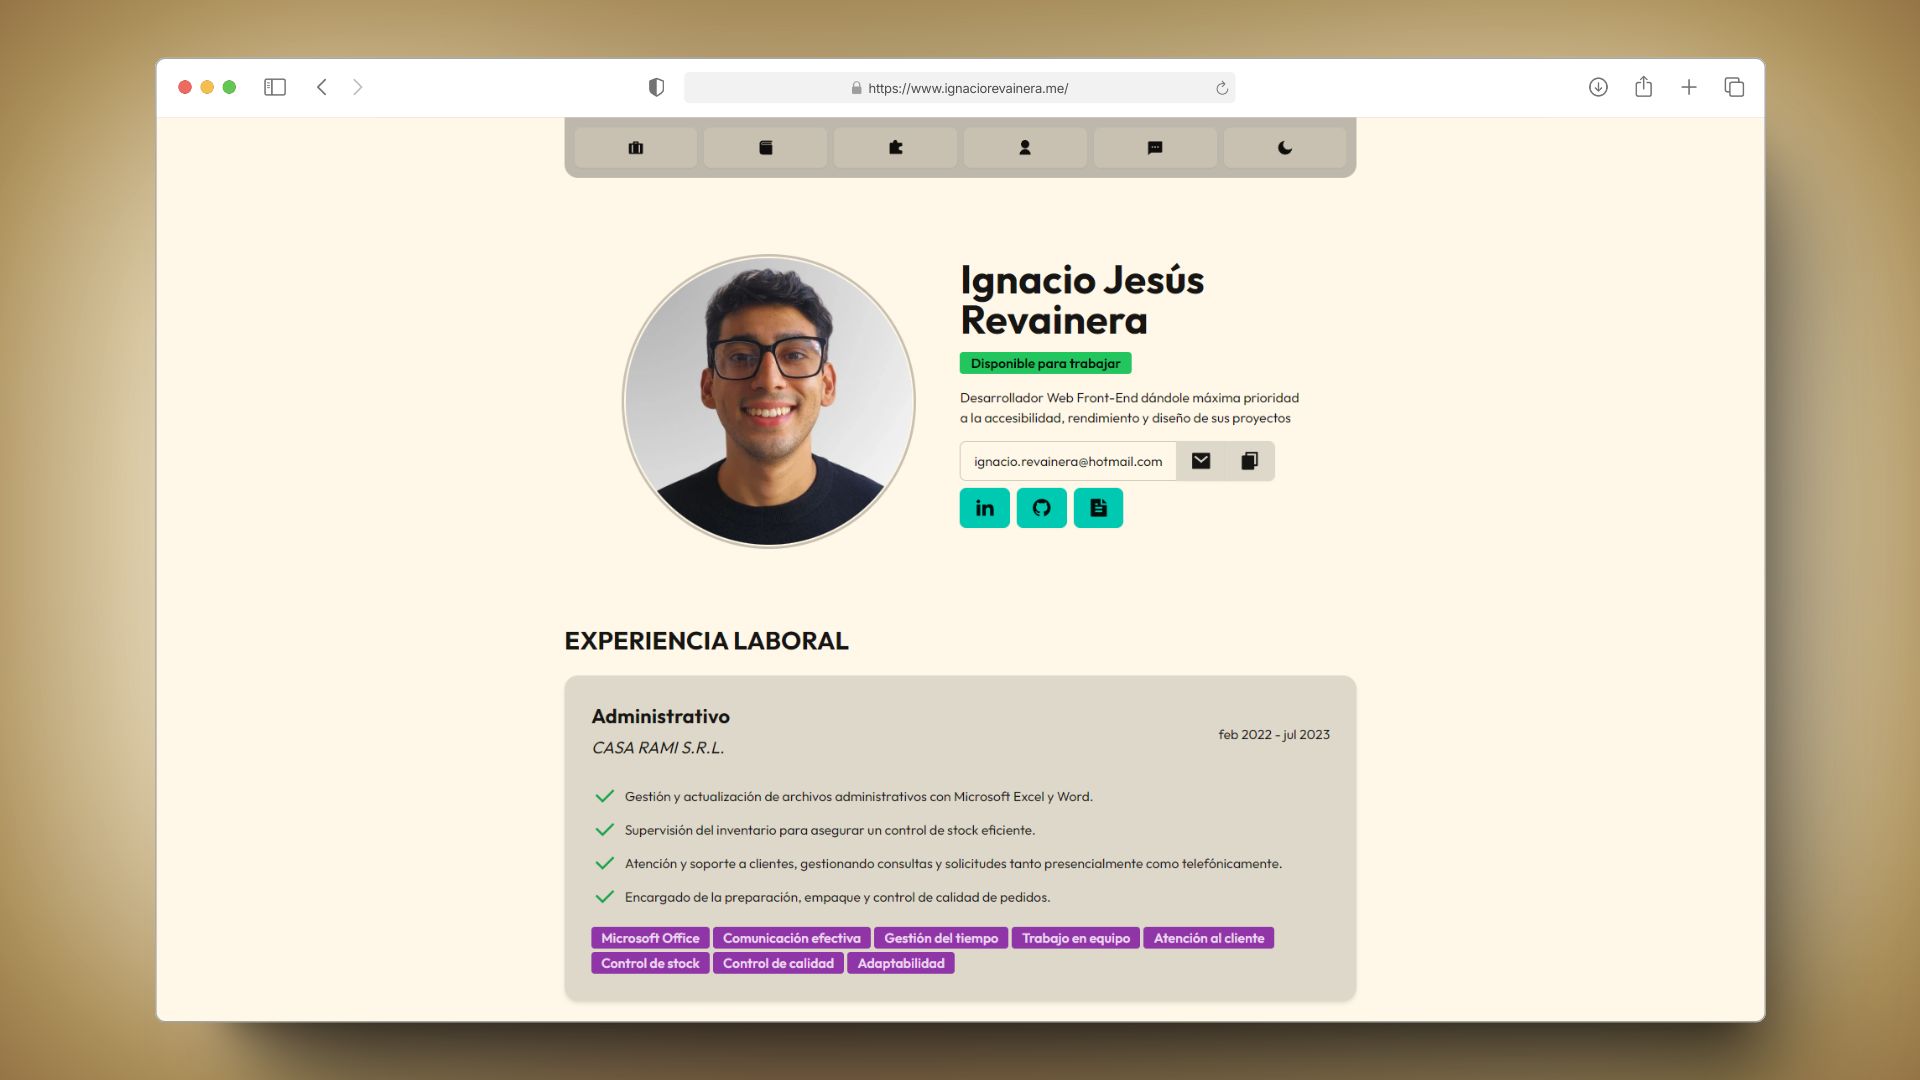 https://www.ignaciorevainera.me/
Ignacio Jesús
Revainera
Disponible para trabajar
Desarrollador Web Front-End dándole máxima prioridad
a la accesibilidad, rendimiento y diseño de sus proyectos
ignacio.revainera@hotmail.com
in
EXPERIENCIA LABORAL
Administrativo
CASA RAMI S.R.L.
feb 2022 - jul 2023
Gestión y actualización de archivos administrativos con Microsoft Excel y Word.
Supervisión del inventario para asegurar un control de stock eficiente.
Atención y soporte a clientes, gestionando consultas y solicitudes tanto presencialmente como telefónicamente.
Encargado de la preparación, empaque y control de calidad de pedidos.
Microsoft Office Comunicación efectiva Gestión del tiempo Trabajo en equipo Atención al cliente
Control de stock Control de calidad Adaptabilidad